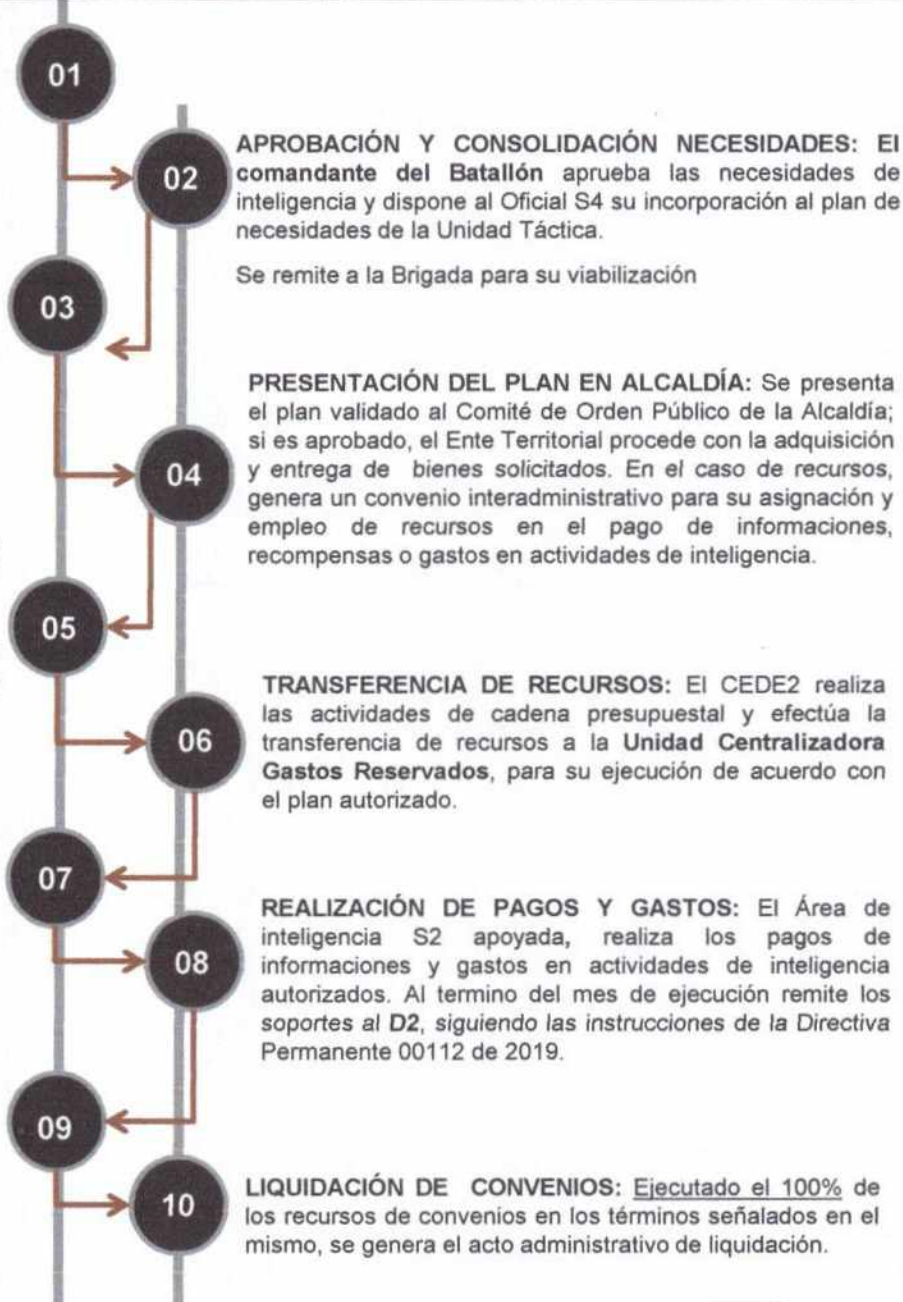 01
02
APROBACIÓN Y CONSOLIDACIÓN NECESIDADES: El
comandante del Batallón aprueba las necesidades de
inteligencia y dispone al Oficial S4 su incorporación al plan de
necesidades de la Unidad Táctica.
Se remite a la Brigada para su viabilización
03
04
PRESENTACIÓN DEL PLAN EN ALCALDÍA: Se presenta
el plan validado al Comité de Orden Público de la Alcaldía;
si es aprobado, el Ente Territorial procede con la adquisición
y entrega de bienes solicitados. En el caso de recursos,
genera un convenio interadministrativo para su asignación y
empleo de recursos en el pago de informaciones,
recompensas o gastos en actividades de inteligencia.
05
06
TRANSFERENCIA DE RECURSOS: El CEDE2 realiza
las actividades de cadena presupuestal y efectúa la
transferencia de recursos a la Unidad Centralizadora
Gastos Reservados, para su ejecución de acuerdo con
el plan autorizado.
07
08
REALIZACIÓN DE PAGOS Y GASTOS: El Área de
inteligencia S2 apoyada, realiza los pagos de
informaciones y gastos en actividades de inteligencia
autorizados. Al termino del mes de ejecución remite los
soportes al D2, siguiendo las instrucciones de la Directiva
Permanente 00112 de 2019.
09
10
LIQUIDACIÓN DE CONVENIOS: Ejecutado el 100% de
los recursos de convenios en los términos señalados en el
mismo, se genera el acto administrativo de liquidación.